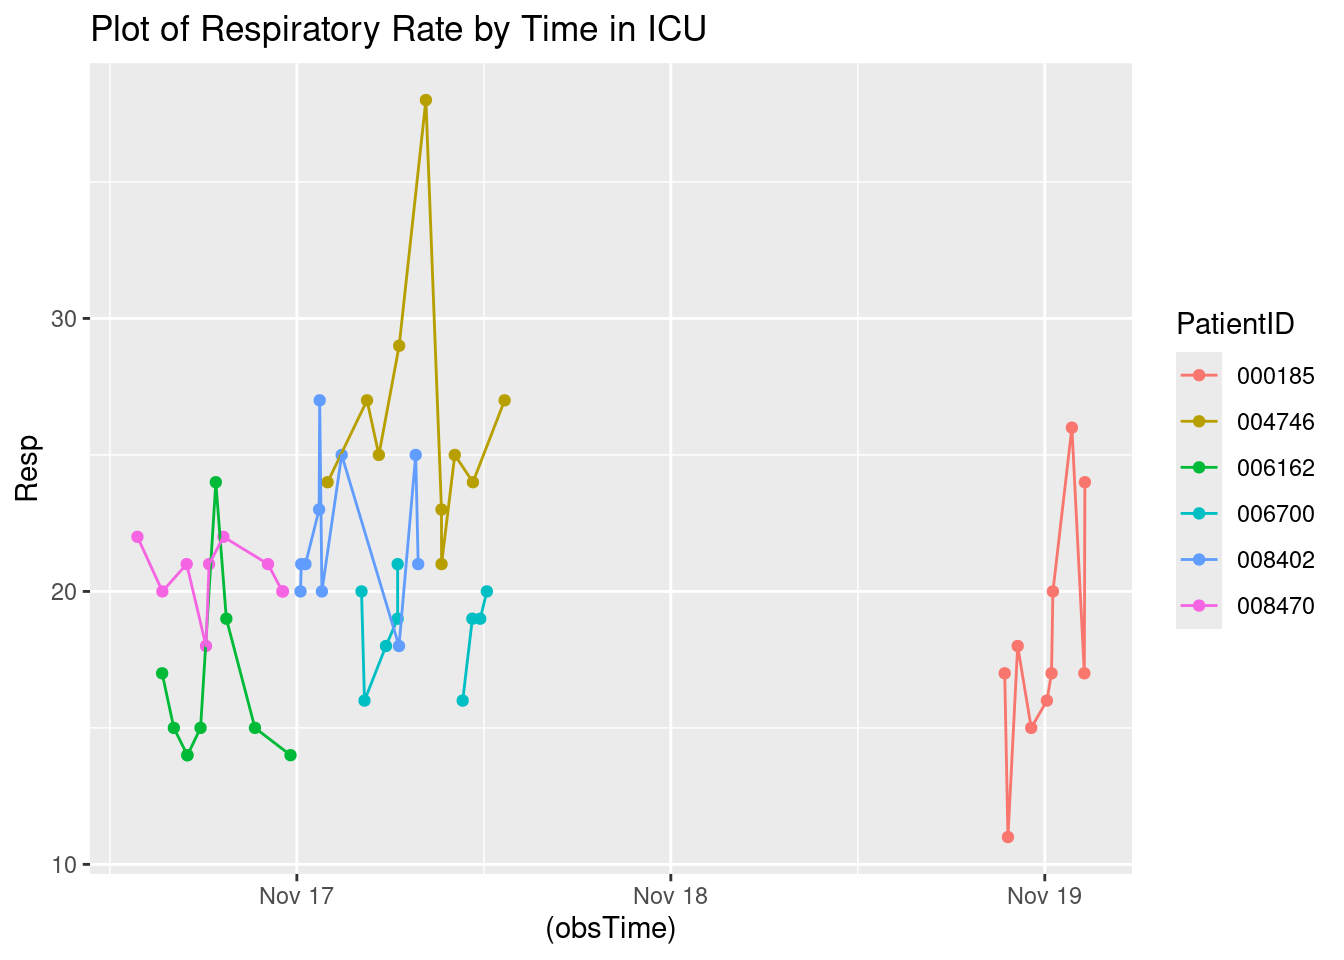 Plot of Respiratory Rate by Time in ICU
Resp
30
20
10
Nov 17
Nov 18
Nov 19
(obsTime)
PatientID
000185
004746
006162
006700
008402
008470